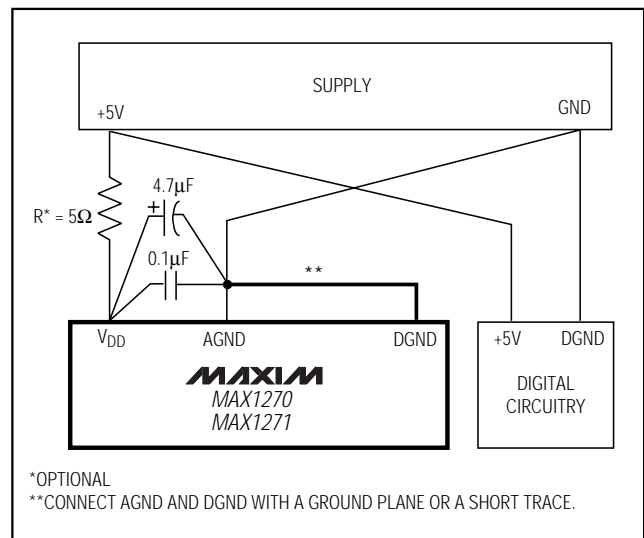 SUPPLY
+5V
GND
4.7μF
+
R* = 5Ω
0.1μF
**
VDD
AGND
DGND
+5V
DGND
MAXIM
MAX1270
MAX1271
DIGITAL
CIRCUITRY
*OPTIONAL
**CONNECT AGND AND DGND WITH A GROUND PLANE OR A SHORT TRACE.